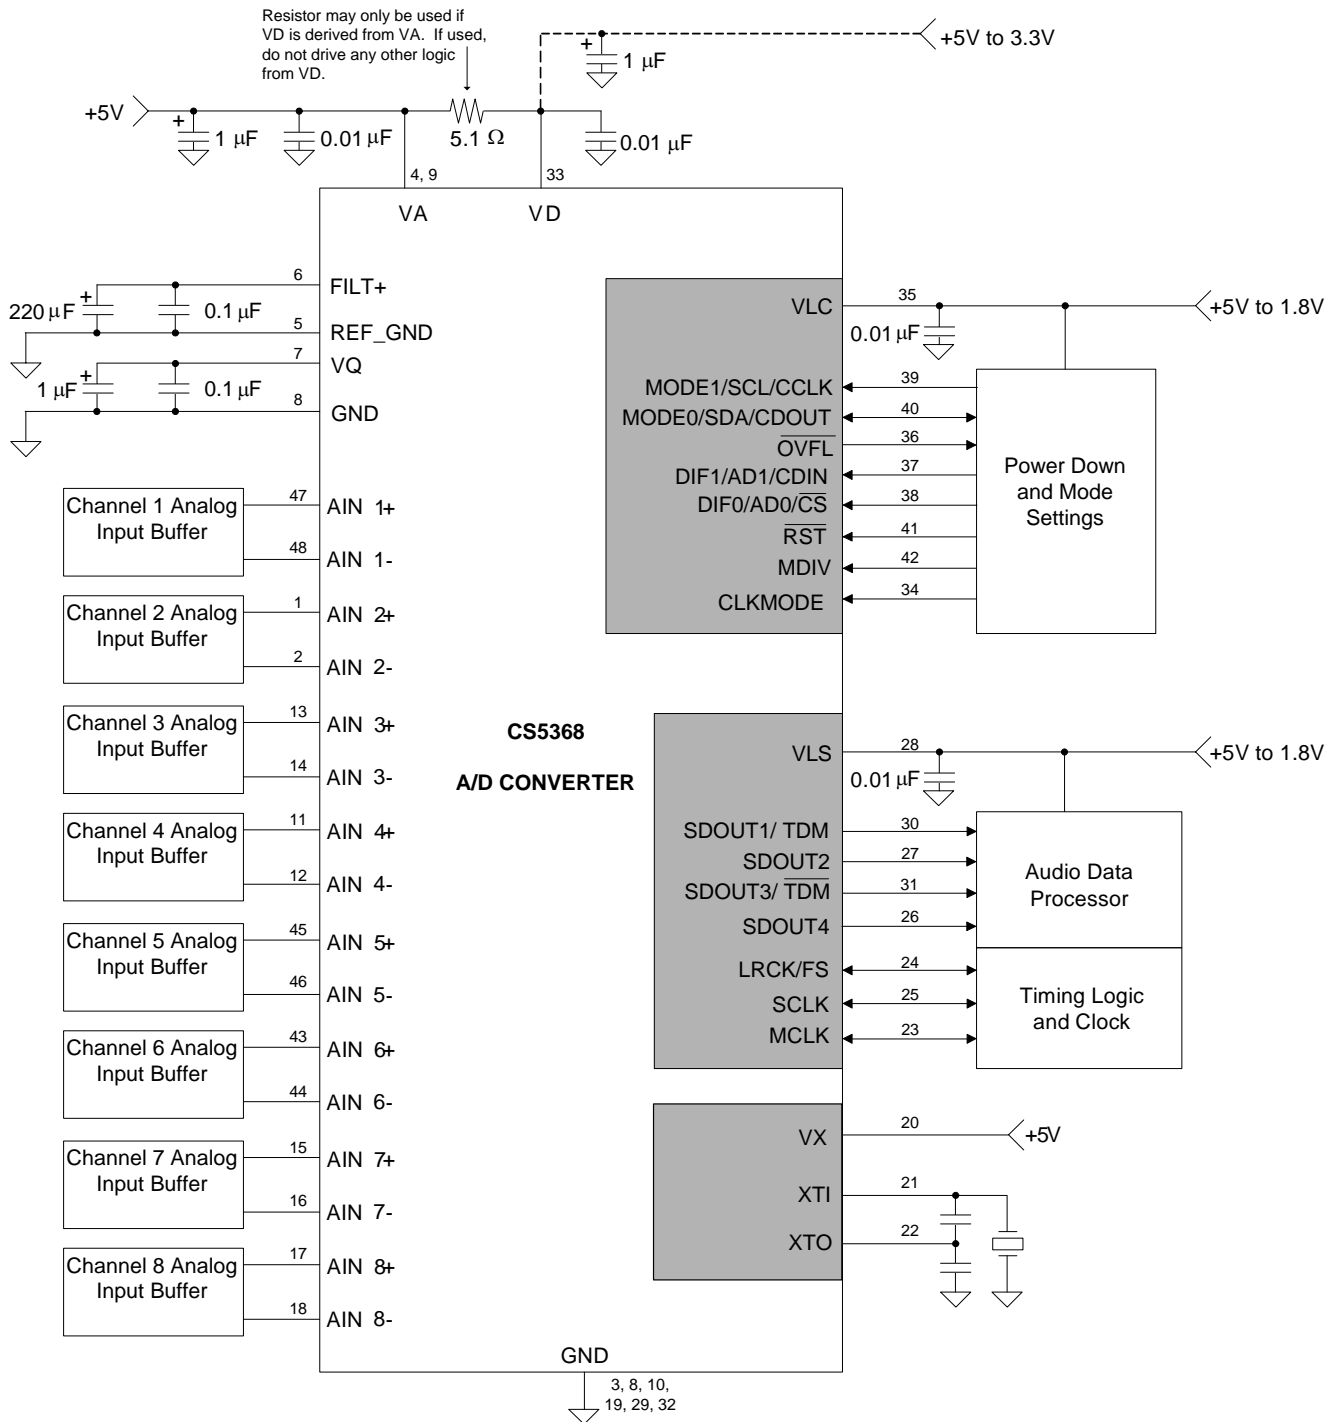 Resistor may only be used if
VD is derived from VA. If used,
do not drive any other logic
from VD.
+5V to 3.3V
+
1 µF
+5V
+
1 µF
0.01 µF
5.1 Ω
0.01 µF
4, 9
33
VA
VD
6
FILT+
220 µF
+
0.1 µF
5
REF_GND
7
VQ
1 µF
+
0.1 µF
8
GND
Channel 1 Analog
Input Buffer
47
AIN 1+
48
AIN 1-
Channel 2 Analog
Input Buffer
1
AIN 2+
2
AIN 2-
Channel 3 Analog
Input Buffer
13
AIN 3+
14
AIN 3-
Channel 4 Analog
Input Buffer
11
AIN 4+
12
AIN 4-
Channel 5 Analog
Input Buffer
45
AIN 5+
46
AIN 5-
Channel 6 Analog
Input Buffer
43
AIN 6+
44
AIN 6-
Channel 7 Analog
Input Buffer
15
AIN 7+
16
AIN 7-
Channel 8 Analog
Input Buffer
17
AIN 8+
18
AIN 8-
CS5368
A/D CONVERTER
VLC
35
+5V to 1.8V
0.01 µF
MODE1/SCL/CCLK
39
MODE0/SDA/CDOUT
40
OVFL
36
DIF1/AD1/CDIN
37
DIF0/AD0/CS
38
RST
41
MDIV
42
CLKMODE
34
Power Down
and Mode
Settings
VLS
28
+5V to 1.8V
0.01 µF
SDOUT1/ TDM
30
SDOUT2
27
SDOUT3/ TDM
31
SDOUT4
26
Audio Data
Processor
LRCK/FS
24
SCLK
25
MCLK
23
Timing Logic
and Clock
VX
20
+5V
XTI
21
XTO
22
GND
3, 8, 10,
19, 29, 32